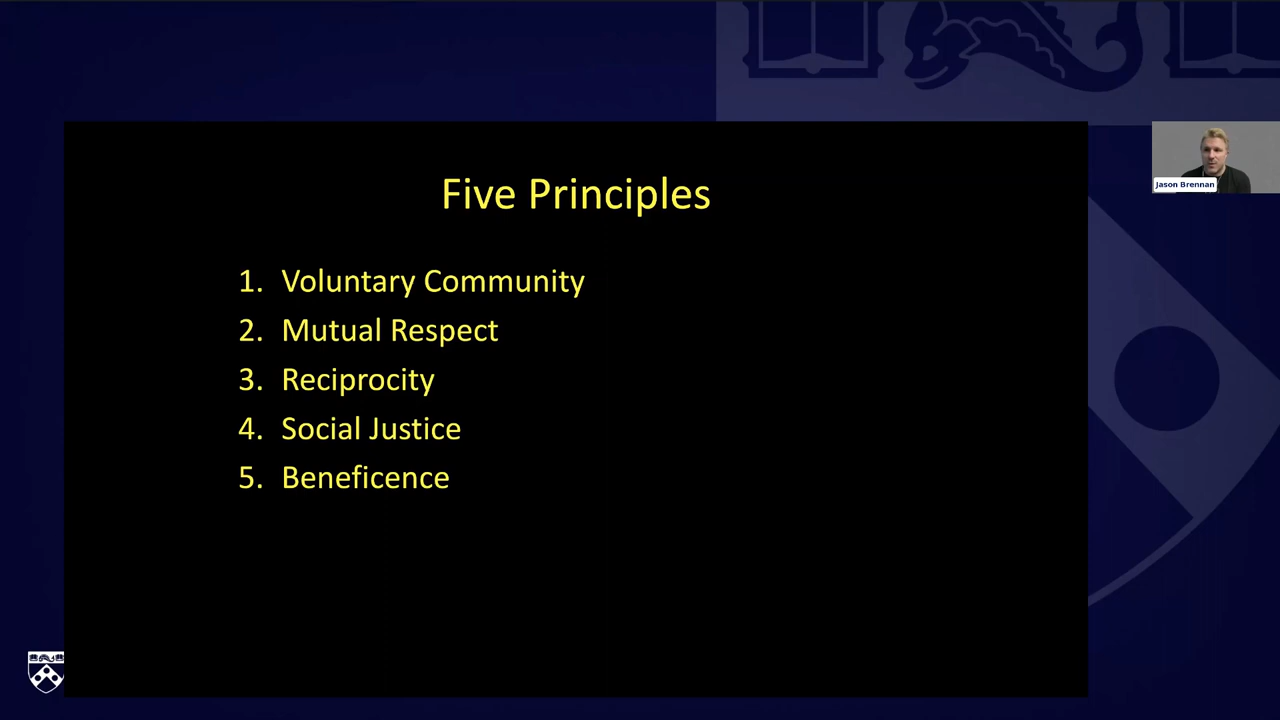 Five Principles
1. Voluntary Community
2. Mutual Respect
3. Reciprocity
4. Social Justice
5. Beneficence
Jason Brennan